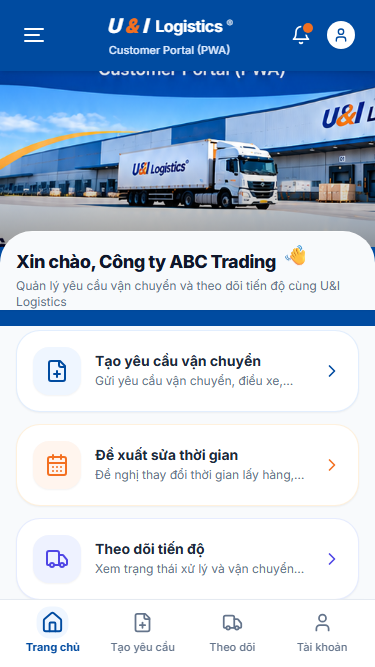 U&I Logistics ®
Customer Portal (PWA)
Customer Portal (PWA)
U&I L
U&I Logistics®
01
Xin chào, Công ty ABC Trading 👋
Quản lý yêu cầu vận chuyển và theo dõi tiến độ cùng U&I
Logistics
Tạo yêu cầu vận chuyển
Gửi yêu cầu vận chuyển, điều xe,...
Đề xuất sửa thời gian
Đề nghị thay đổi thời gian lấy hàng,...
Theo dõi tiến độ
Xem trạng thái xử lý và vận chuyển...
Trang chủ
Tạo yêu cầu
Theo dõi
Tài khoản